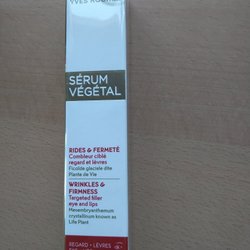 YVES ROCHER
SÉRUM
VÉGÉTAL
RIDES & FERMETÉ
Combleur ciblé
regard et lèvres
Ficoïde glaciale dite
Plante de Vie
WRINKLES &
FIRMNESS
Targeted filler
eye and lips
Mesembryanthemum
crystallinum known as
Life Plant
REGARD • LÈVRES